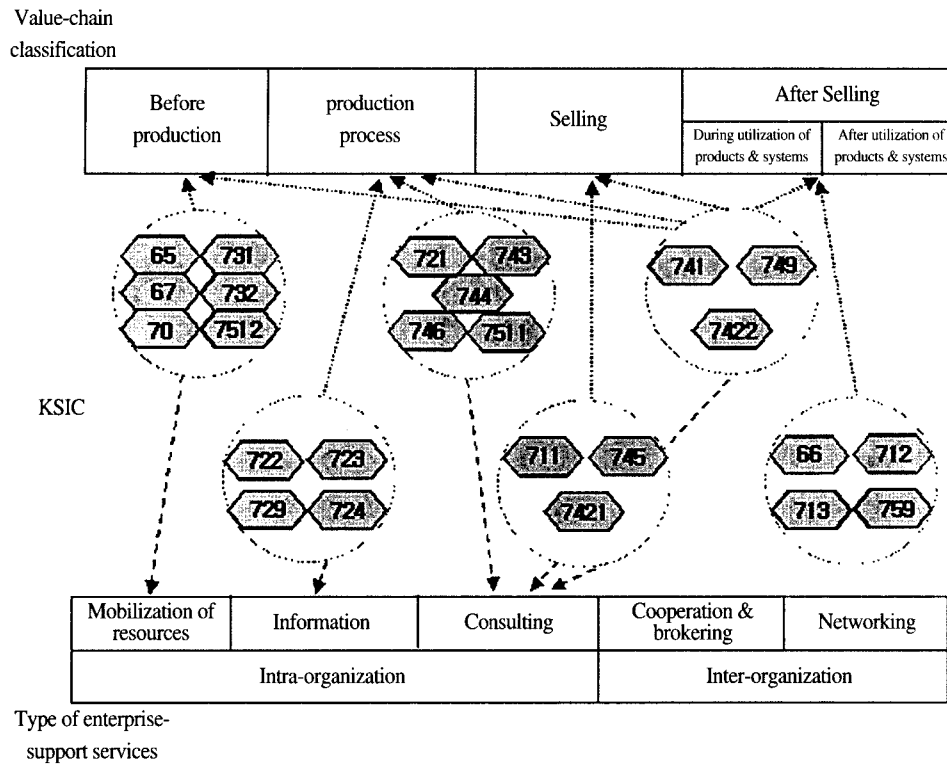 Value-chain
classification
Before
production
production
process
Selling
After Selling
During utilization of
products & systems
After utilization of
products & systems
65 731
67 732
70 7512
721 743
744
746 7511
741 749
7422
KSIC
722 723
729 724
711 745
7421
66 712
713 759
Mobilization of
resources
Information
Consulting
Cooperation &
brokering
Networking
Intra-organization
Inter-organization
Type of enterprise-
support services